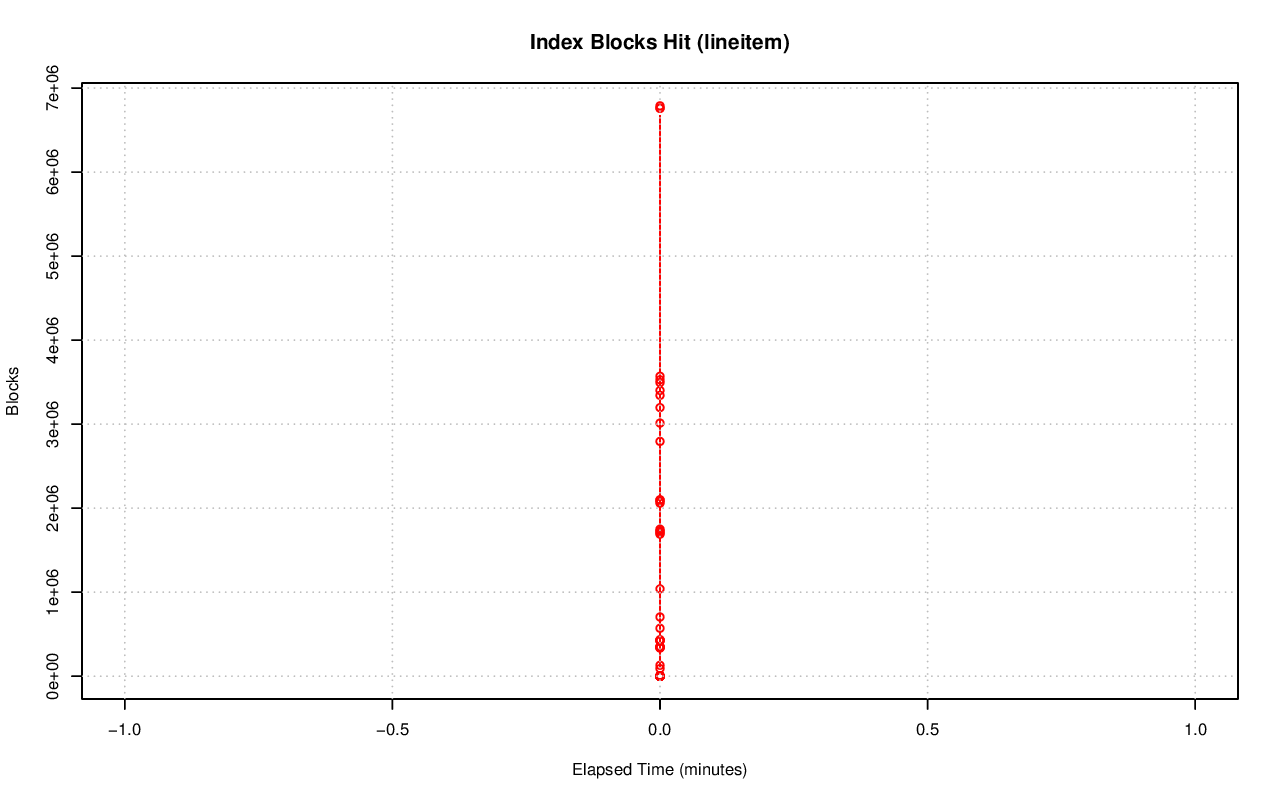 Index Blocks Hit (lineitem)
7e+06
6e+06
5e+06
4e+06
3e+06
2e+06
1e+06
0e+00
Blocks
−1.0
−0.5
0.0
0.5
1.0
Elapsed Time (minutes)